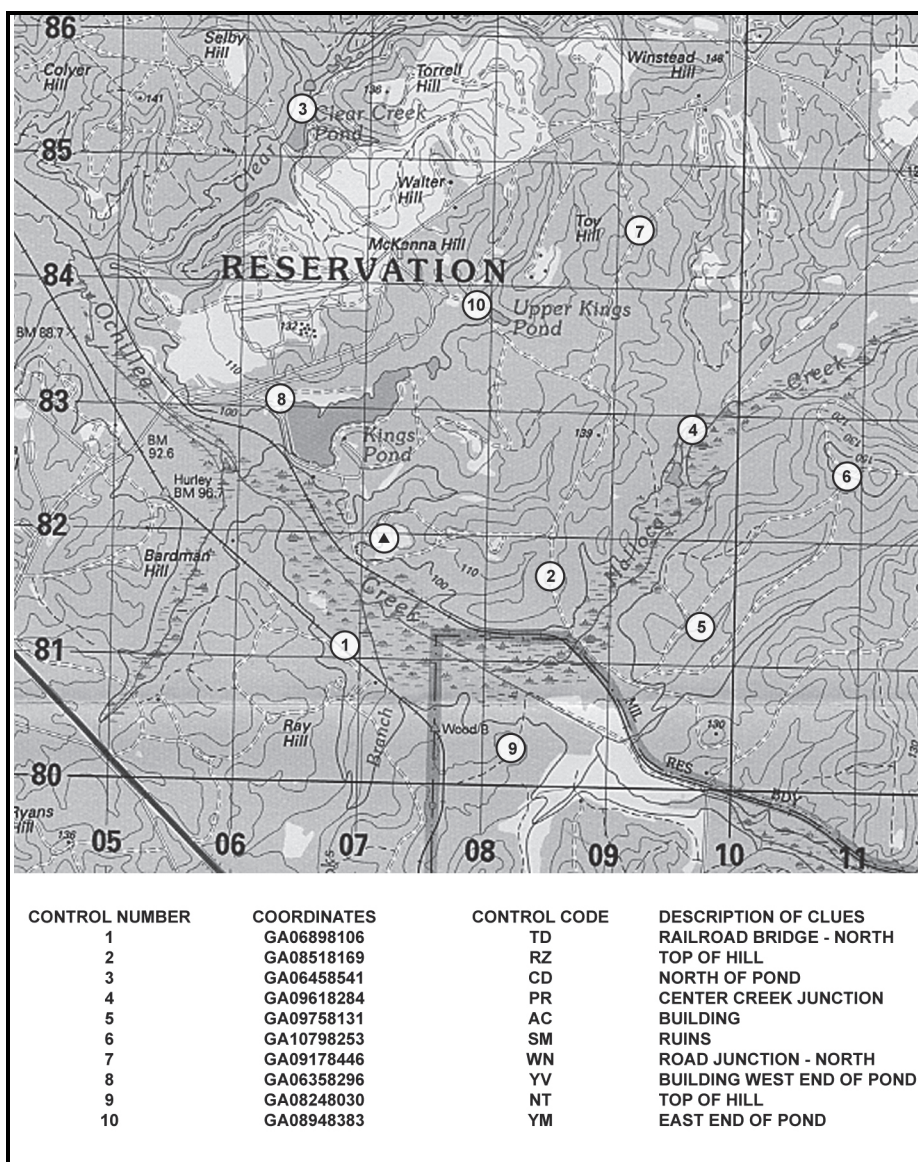 86
Selby
Hill
Colyer
Hill
141
Torrell
Hill
138
Winstead
Hill
148
3
Clear Creek
Pond
85
Clear
Walter
Hill
Toy
Hill
7
McKenna Hill
84
RESERVATION
10
Upper Kings
Pond
BM 88.7
Ochillee
132
110
Creek
83
100
8
139
4
120
130
150
BM
92.6
Kings
Pond
Hurley
BM 96.7
6
82
Bardman
Hill
110
100
2
Malloca
Creek
5
81
1
MIL
Ray
Hill
Branch
Wood B
9
130
80
RES
BDY
Ryans
Hill
136
05
06
07
08
09
10
11
CONTROL NUMBER COORDINATES CONTROL CODE DESCRIPTION OF CLUES
1 GA06898106 TD RAILROAD BRIDGE - NORTH
2 GA08518169 RZ TOP OF HILL
3 GA06458541 CD NORTH OF POND
4 GA09618284 PR CENTER CREEK JUNCTION
5 GA09758131 AC BUILDING
6 GA10798253 SM RUINS
7 GA09178446 WN ROAD JUNCTION - NORTH
8 GA06358296 YV BUILDING WEST END OF POND
9 GA08248030 NT TOP OF HILL
10 GA08948383 YM EAST END OF POND